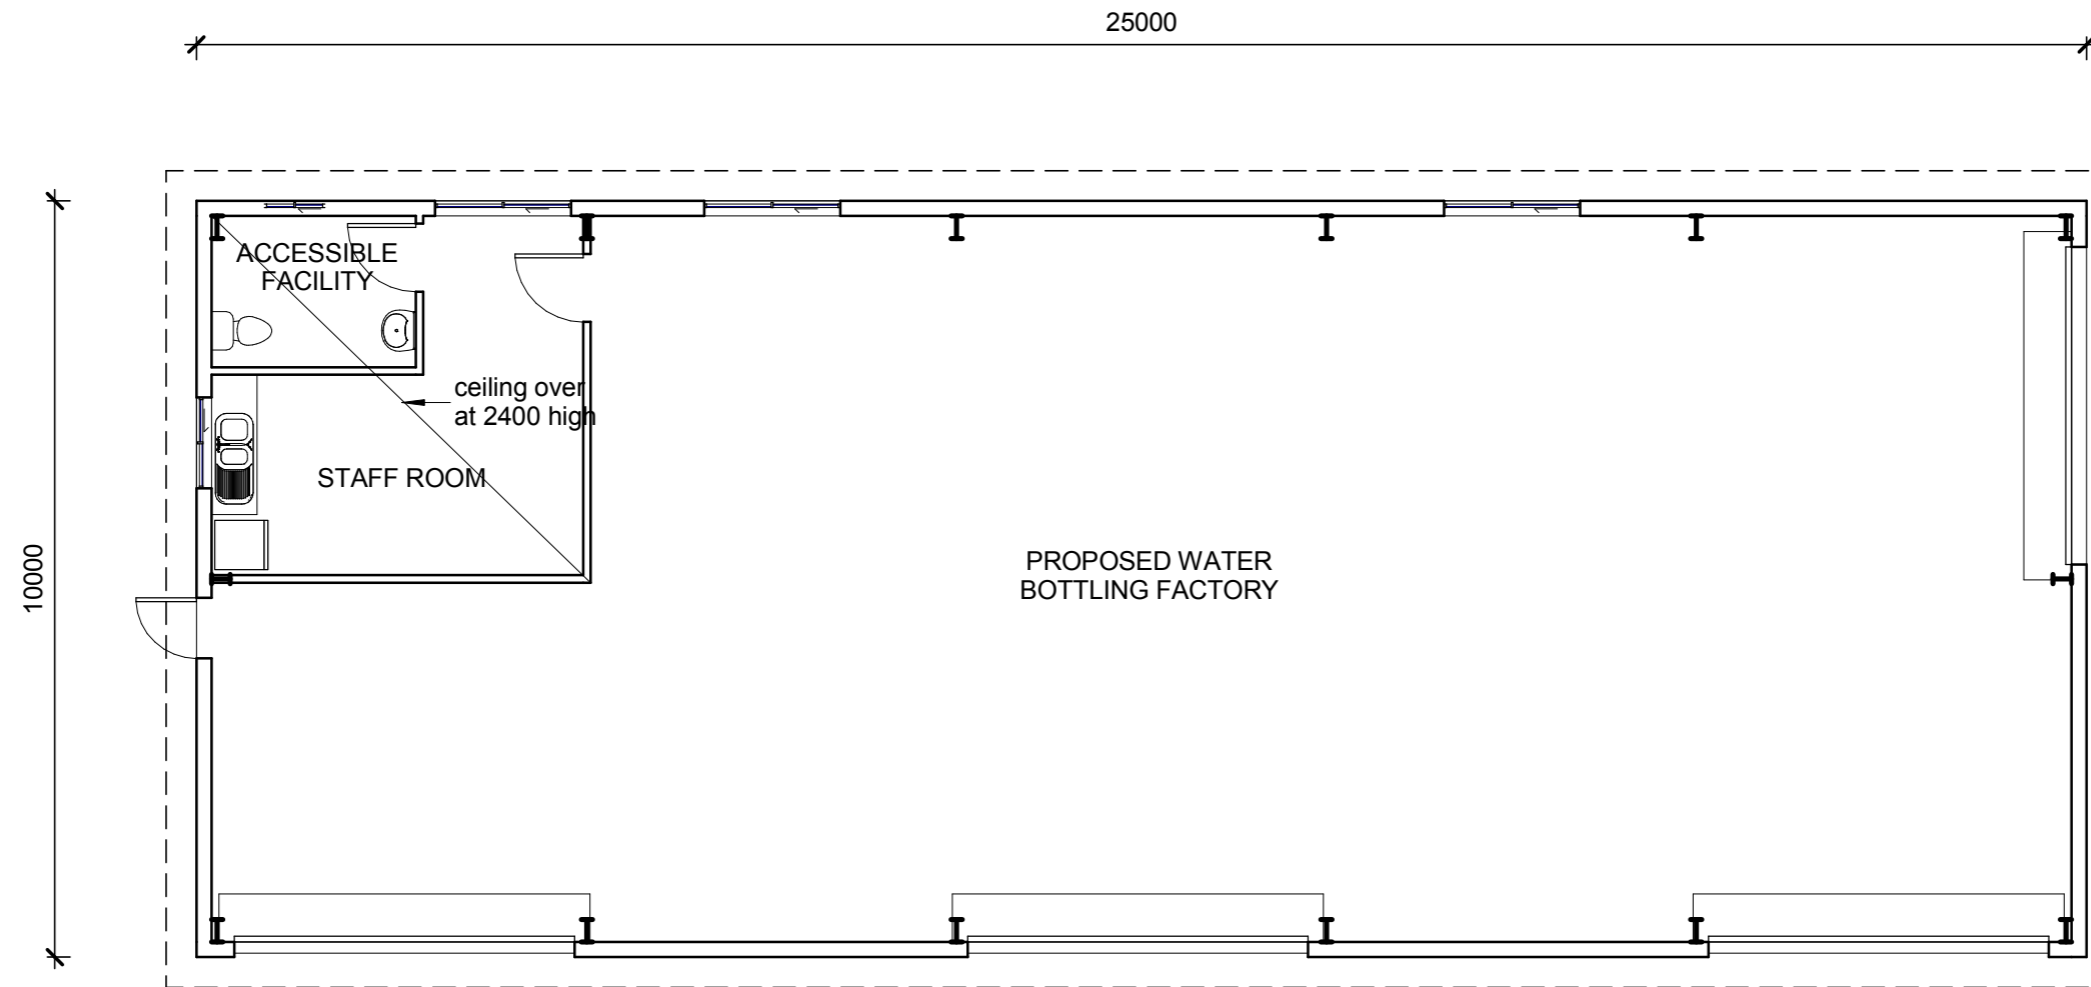 25000
ACCESSIBLE
FACILITY
ceiling over
at 2400 high
STAFF ROOM
10000
PROPOSED WATER
BOTTLING FACTORY